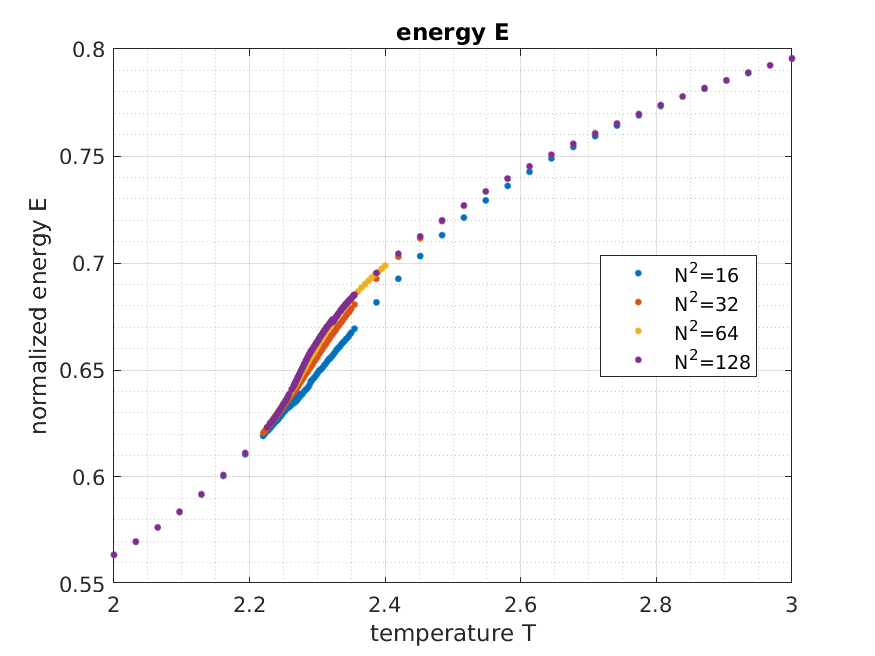 energy E
0.8
0.75
0.7
0.65
0.6
0.55
normalized energy E
N²=16
N²=32
N²=64
N²=128
2
2.2
2.4
2.6
2.8
3
temperature T